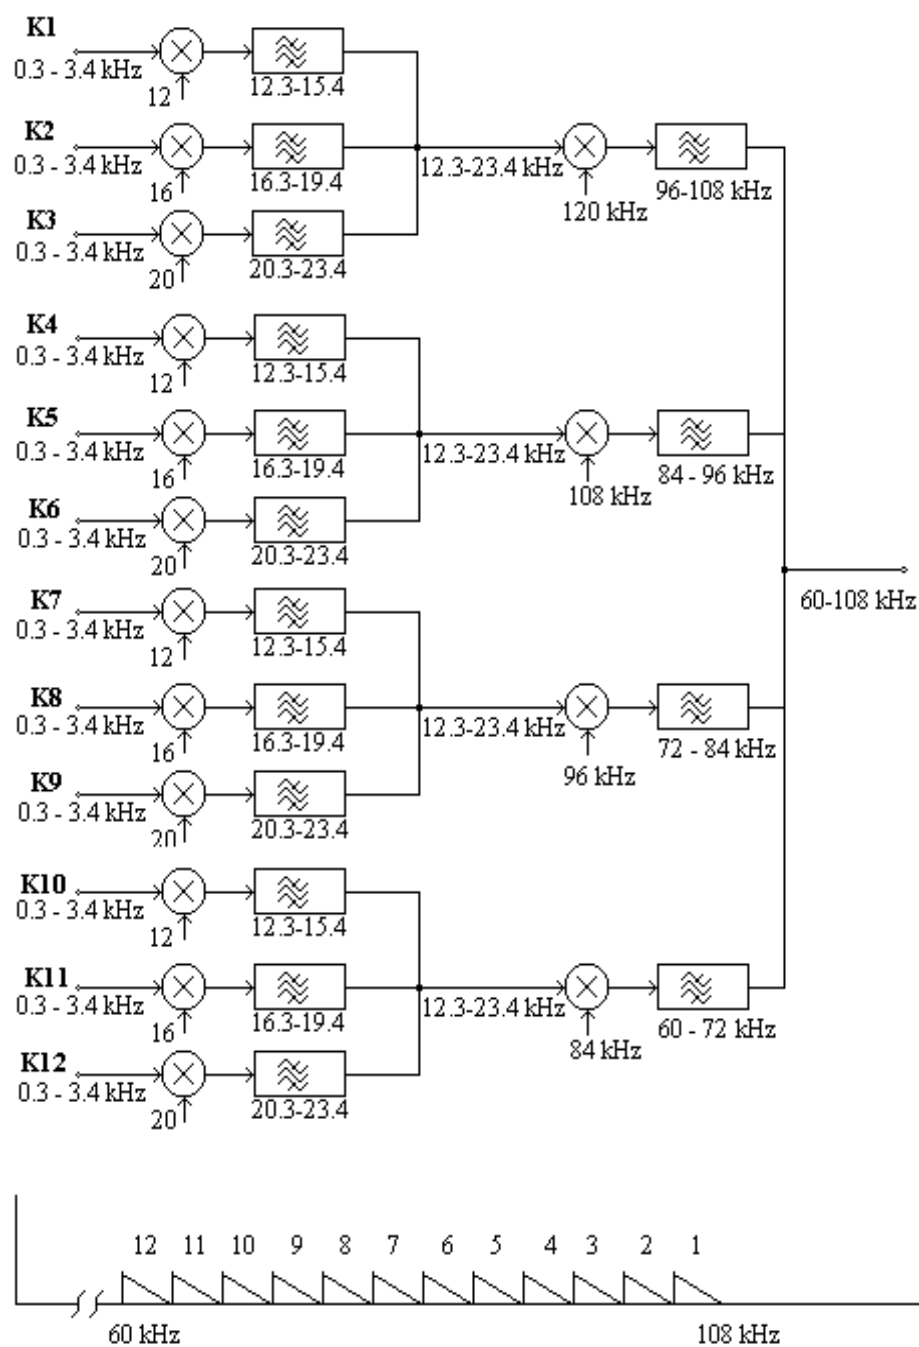 K1
0.3 - 3.4 kHz
12
12.3-15.4
K2
0.3 - 3.4 kHz
16
16.3-19.4
12.3-23.4 kHz
120 kHz
96-108 kHz
K3
0.3 - 3.4 kHz
20
20.3-23.4
K4
0.3 - 3.4 kHz
12
12.3-15.4
K5
0.3 - 3.4 kHz
16
16.3-19.4
12.3-23.4 kHz
108 kHz
84 - 96 kHz
K6
0.3 - 3.4 kHz
20
20.3-23.4
60-108 kHz
K7
0.3 - 3.4 kHz
12
12.3-15.4
K8
0.3 - 3.4 kHz
16
16.3-19.4
12.3-23.4 kHz
96 kHz
72 - 84 kHz
K9
0.3 - 3.4 kHz
20
20.3-23.4
K10
0.3 - 3.4 kHz
12
12.3-15.4
K11
0.3 - 3.4 kHz
16
16.3-19.4
12.3-23.4 kHz
84 kHz
60 - 72 kHz
K12
0.3 - 3.4 kHz
20
20.3-23.4
12 11 10 9 8 7 6 5 4 3 2 1
60 kHz 108 kHz